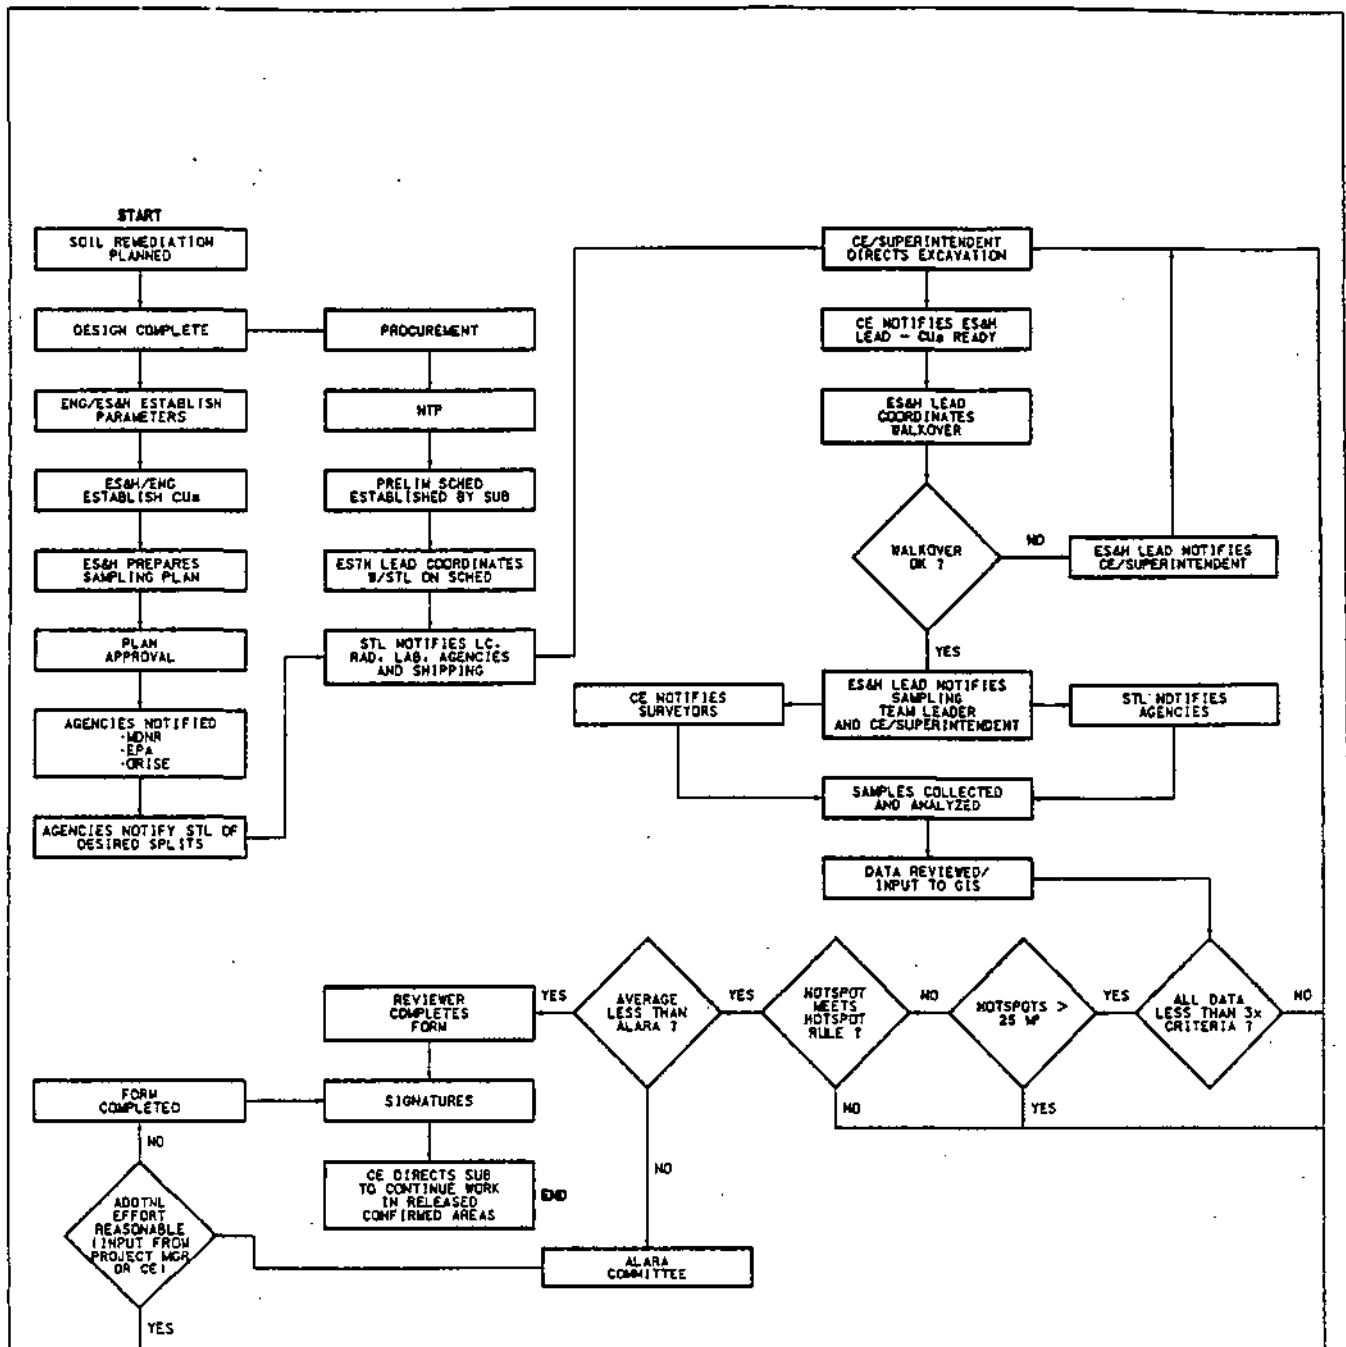 START
SOIL REMEDIATION
PLANNED
DESIGN COMPLETE
ENG/ES&H ESTABLISH
PARAMETERS
ES&H/ENG
ESTABLISH CUs
ES&H PREPARES
SAMPLING PLAN
PLAN
APPROVAL
AGENCIES NOTIFIED
-MDNR
-EPA
-ORISE
AGENCIES NOTIFY STL OF
DESIRED SPLITS
PROCUREMENT
NTP
PRELIM SCHED
ESTABLISHED BY SUB
ES7H LEAD COORDINATES
W/STL ON SCHED
STL NOTIFIES LC,
RAD, LAB, AGENCIES
AND SHIPPING
CE/SUPERINTENDENT
DIRECTS EXCAVATION
CE NOTIFIES ES&H
LEAD - CUs READY
ES&H LEAD
COORDINATES
WALKOVER
WALKOVER
OK ?
NO
ES&H LEAD NOTIFIES
CE/SUPERINTENDENT
YES
ES&H LEAD NOTIFIES
SAMPLING
TEAM LEADER
AND CE/SUPERINTENDENT
CE NOTIFIES
SURVEYORS
STL NOTIFIES
AGENCIES
SAMPLES COLLECTED
AND ANALYZED
DATA REVIEWED/
INPUT TO GIS
ALL DATA
LESS THAN 3x
CRITERIA ?
NO
YES
HOTSPOTS >
25 M²
YES
NO
HOTSPOT
MEETS
HOTSPOT
RULE ?
NO
YES
AVERAGE
LESS THAN
ALARA ?
YES
NO
REVIEWER
COMPLETES
FORM
SIGNATURES
CE DIRECTS SUB
TO CONTINUE WORK
IN RELEASED
CONFIRMED AREAS
END
ALARA
COMMITTEE
FORM
COMPLETED
NO
ADDTNL
EFFORT
REASONABLE
(INPUT FROM
PROJECT MGR
OR CE)
YES